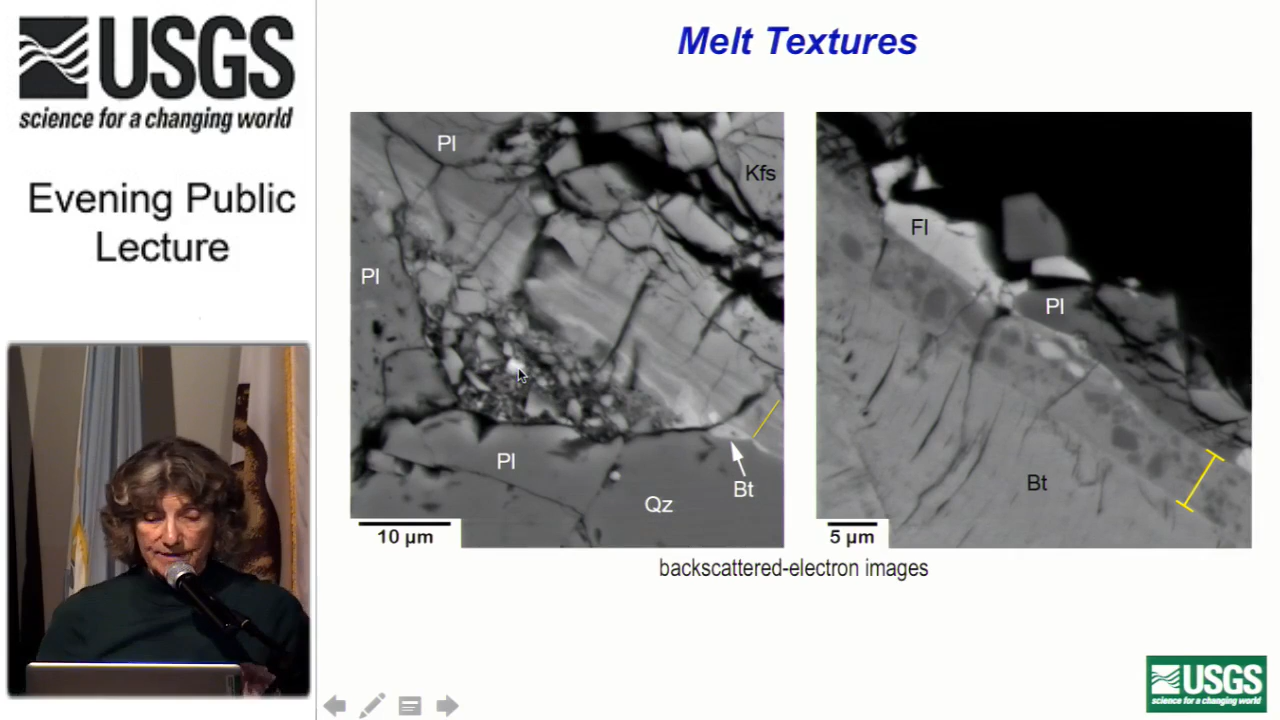 USGS
science for a changing world
Evening Public
Lecture
Melt Textures
Pl
Kfs
Pl
Pl
Qz
Bt
10 µm
Fl
Pl
Bt
5 µm
backscattered-electron images
USGS
science for a changing world